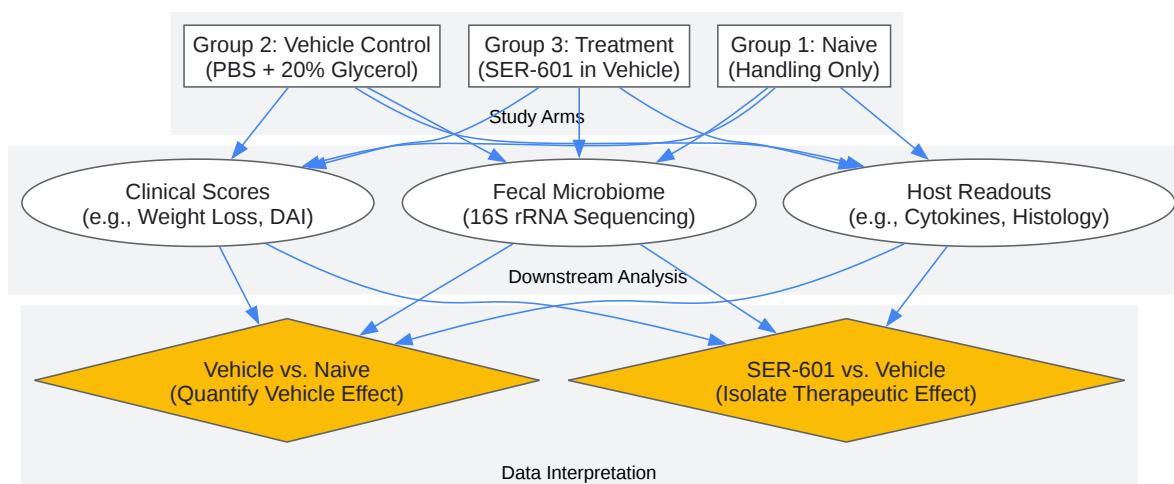 Group 2: Vehicle Control
(PBS + 20% Glycerol)
Group 3: Treatment
(SER-601 in Vehicle)
Group 1: Naive
(Handling Only)
Study Arms
Clinical Scores
(e.g., Weight Loss, DAI)
Fecal Microbiome
(16S rRNA Sequencing)
Host Readouts
(e.g., Cytokines, Histology)
Downstream Analysis
Vehicle vs. Naive
(Quantify Vehicle Effect)
SER-601 vs. Vehicle
(Isolate Therapeutic Effect)
Data Interpretation